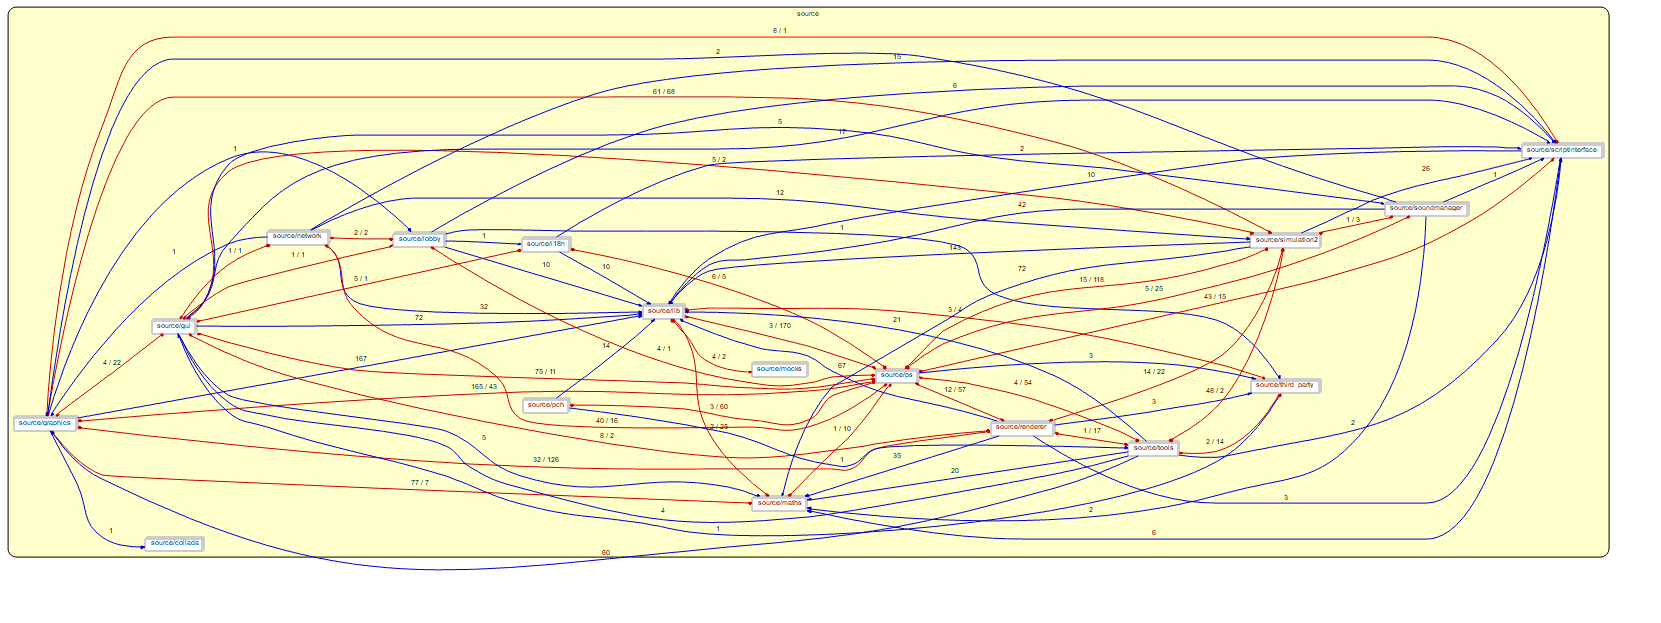 source
8 / 1
2
15
61 / 68
6
5
17
1
2
source/scriptinterface
5 / 2
26
10
1
12
42
source/soundmanager
1 / 3
1
source/network
2 / 2
source/lobby
1
source/i18n
source/simulation2
1
1 / 1
1 / 1
143
10
10
72
5 / 1
6 / 5
15 / 118
5 / 25
43 / 15
32
source/lib
3 / 4
72
21
source/gui
3 / 170
14
4 / 1
4 / 2
3
167
4 / 22
67
source/mocks
75 / 11
14 / 22
source/ps
165 / 43
4 / 54
source/third_party
12 / 57
48 / 2
3
source/pch
3 / 60
source/graphics
40 / 16
2 / 25
1 / 10
source/renderer
1 / 17
2
8 / 2
5
2 / 14
source/tools
32 / 126
1
35
20
77 / 7
3
source/maths
4
2
1
1
6
source/collada
60